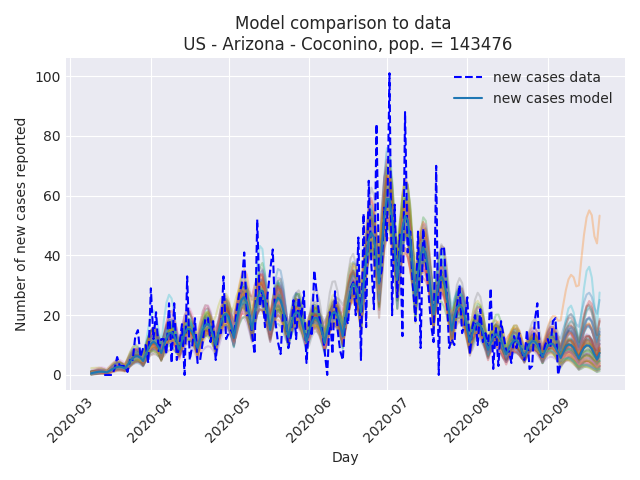 Model comparison to data
US - Arizona - Coconino, pop. = 143476
new cases data
new cases model
Number of new cases reported
100
80
60
40
20
0
2020-03
2020-04
2020-05
2020-06
2020-07
2020-08
2020-09
Day